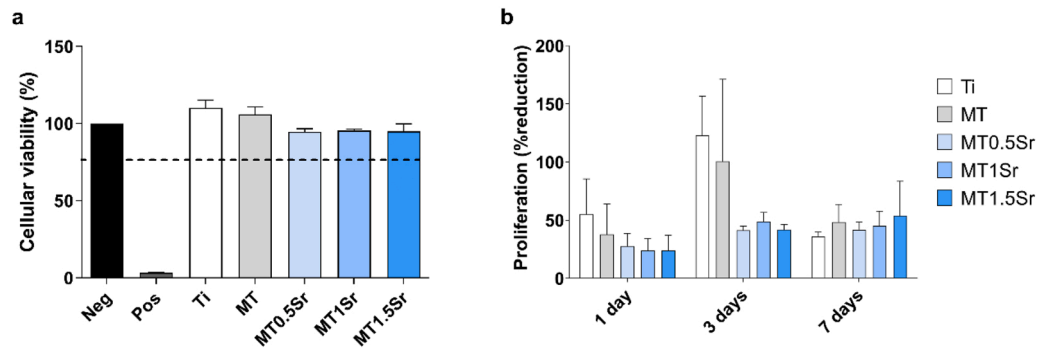 a
Cellular viability (%)
150
100
50
0
Neg
Pos
Ti
MT
MT0.5Sr
MT1Sr
MT1.5Sr
b
Proliferation (%reduction)
200
150
100
50
0
1 day
3 days
7 days
Ti
MT
MT0.5Sr
MT1Sr
MT1.5Sr